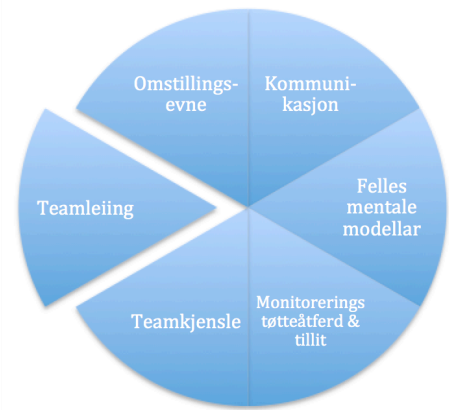 Omstillings-
evne
Kommuni-
kasjon
Teamleiing
Felles
mentale
modellar
Teamkjensle
Monitorerings
tøtteåtferd &
tillit